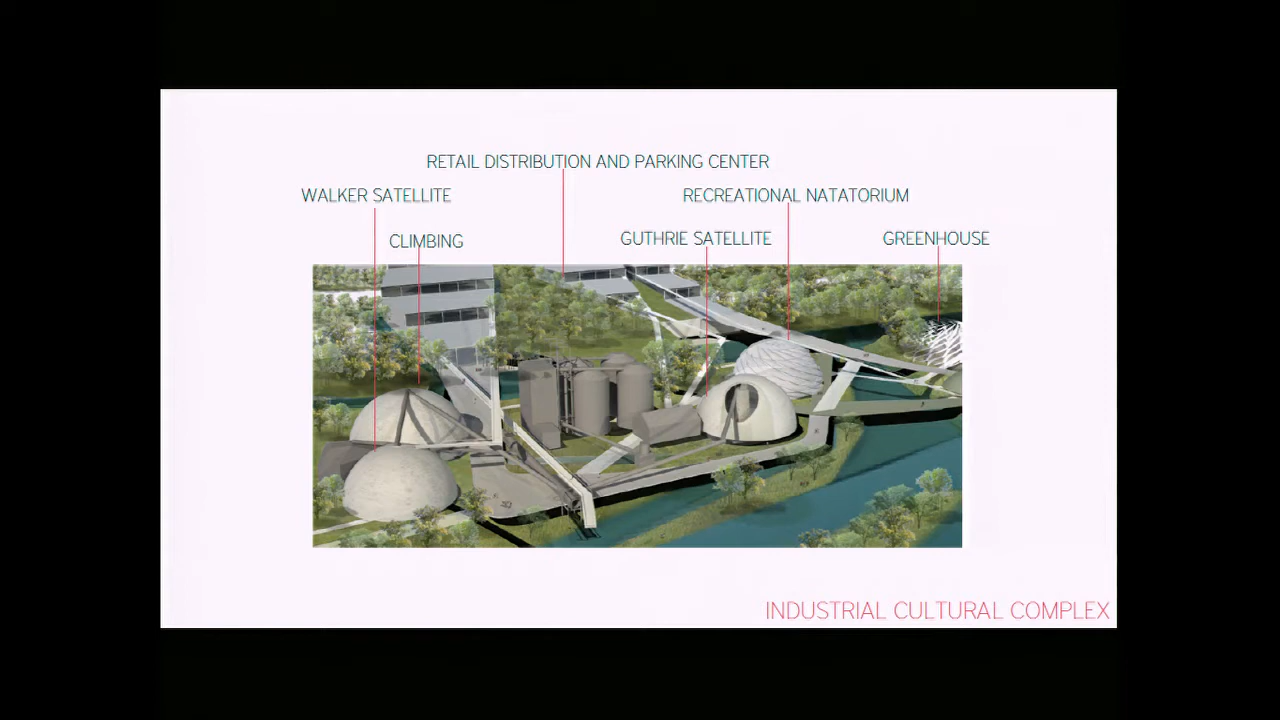 RETAIL DISTRIBUTION AND PARKING CENTER
WALKER SATELLITE
RECREATIONAL NATATORIUM
CLIMBING
GUTHRIE SATELLITE
GREENHOUSE
INDUSTRIAL CULTURAL COMPLEX